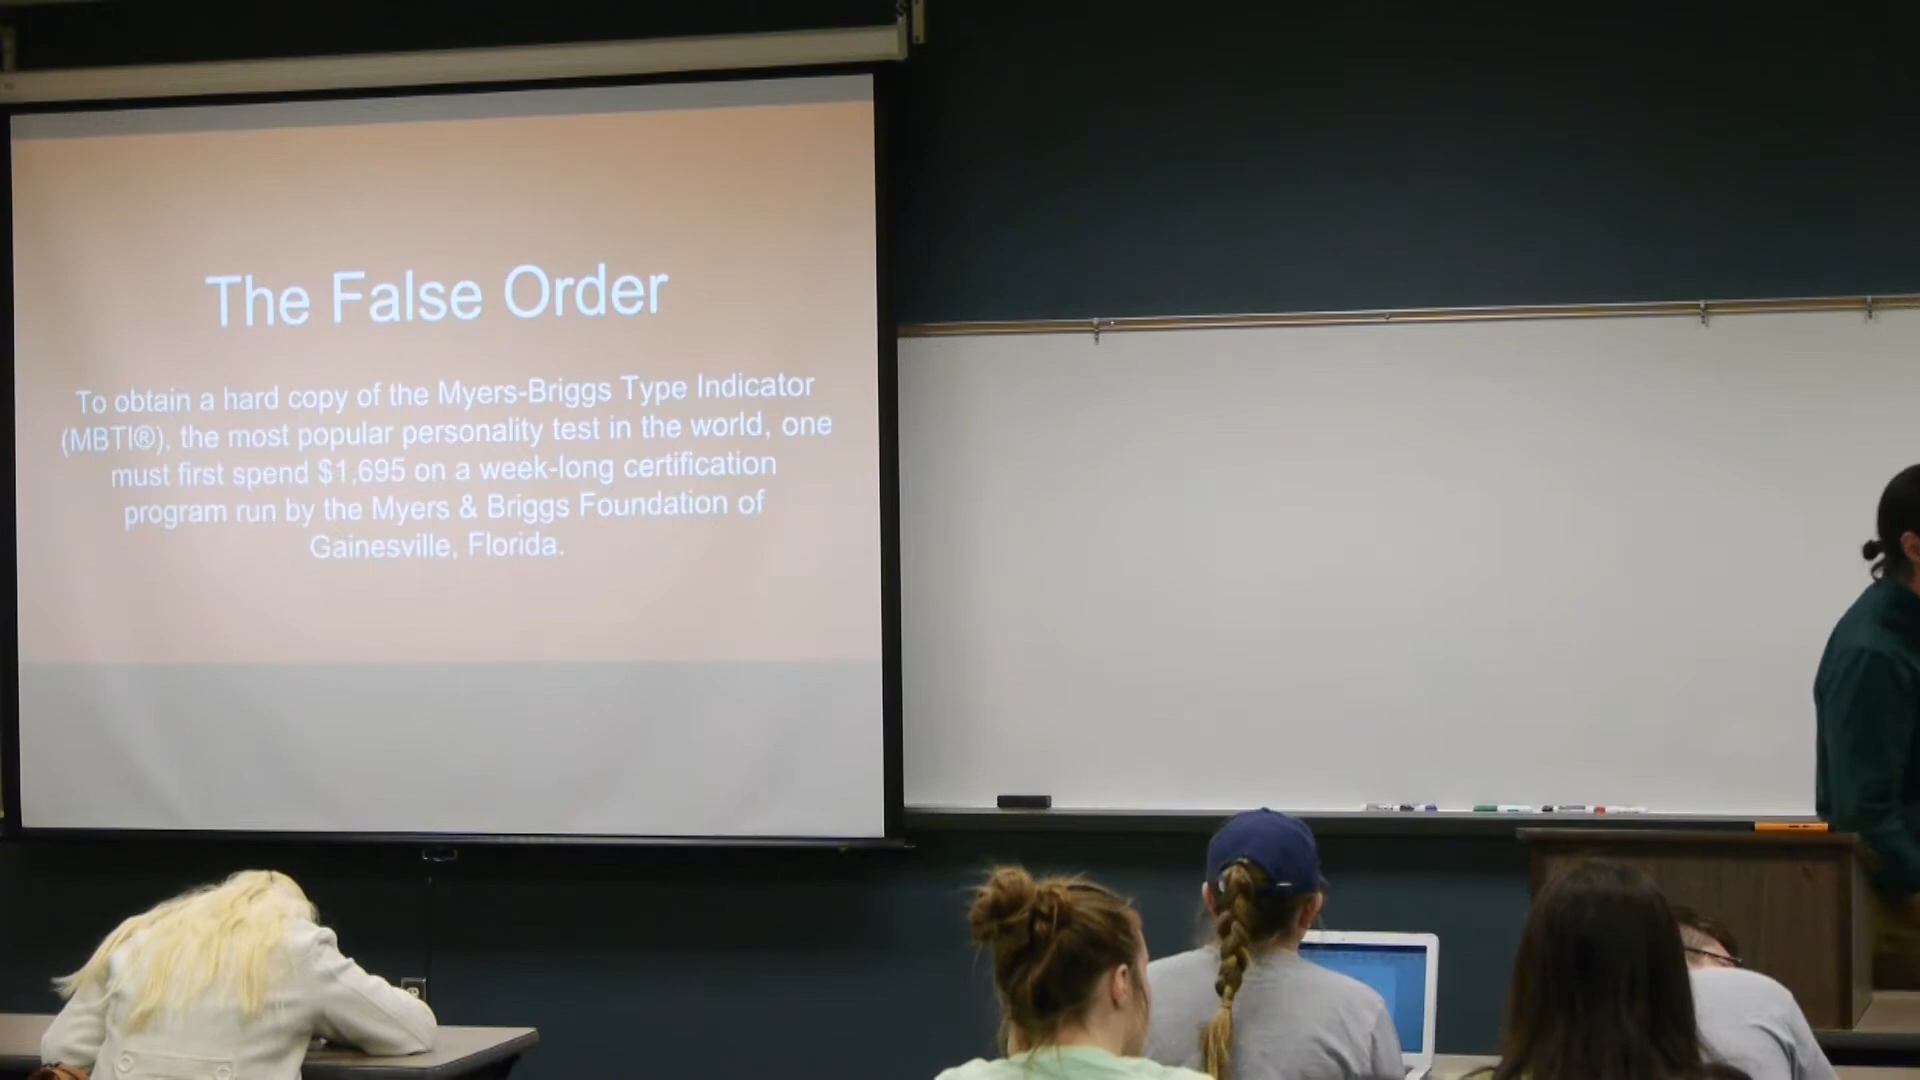 The False Order
To obtain a hard copy of the Myers-Briggs Type Indicator
(MBTI®), the most popular personality test in the world, one
must first spend $1,695 on a week-long certification
program run by the Myers & Briggs Foundation of
Gainesville, Florida.